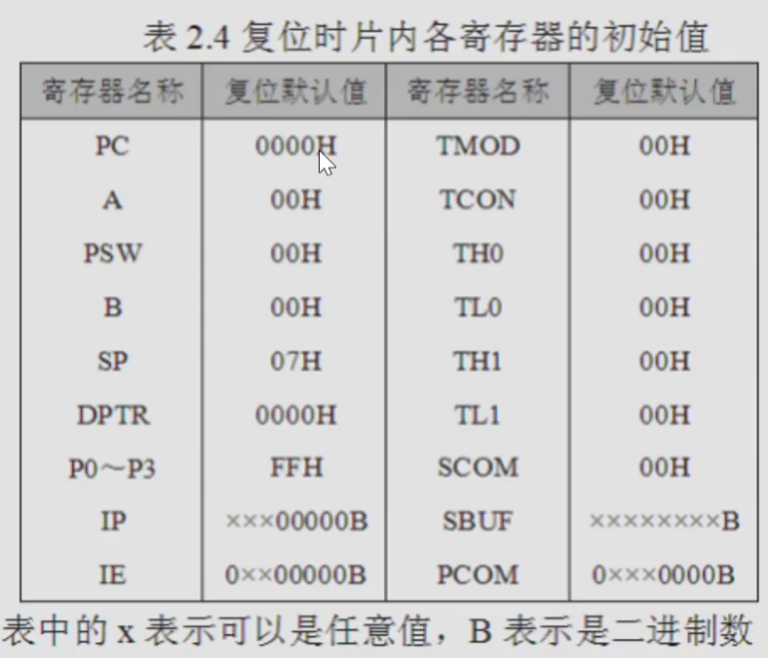 表 2.4 复位时片内各寄存器的初始值
寄存器名称 复位默认值 寄存器名称 复位默认值
PC 0000H TMOD 00H
A 00H TCON 00H
PSW 00H TH0 00H
B 00H TL0 00H
SP 07H TH1 00H
DPTR 0000H TL1 00H
P0～P3 FFH SCOM 00H
IP ×××00000B SBUF ××××××××B
IE 0××00000B PCOM 0×××0000B
表中的 x 表示可以是任意值，B 表示是二进制数